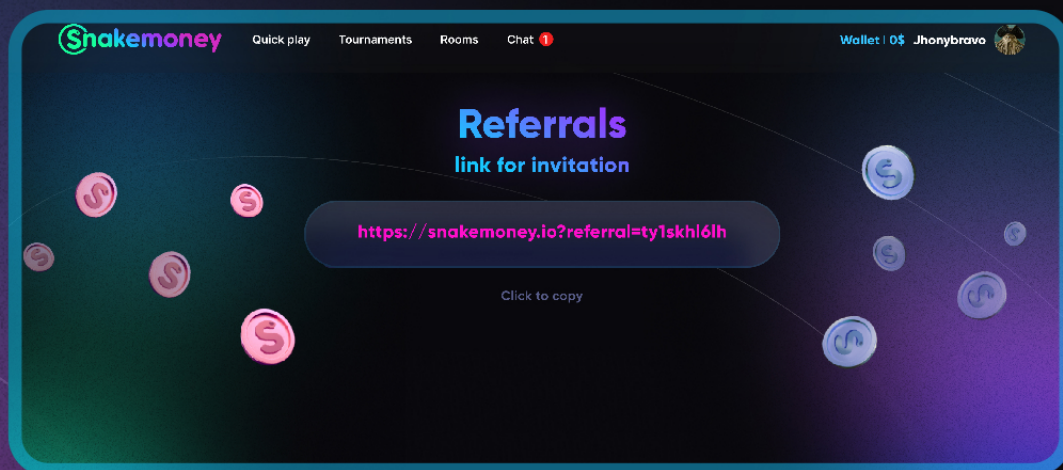 Snakemoney Quick play Tournaments Rooms Chat 1 Wallet | 0$ Jhonybravo
Referrals
link for invitation
https://snakemoney.io?referral=ty1skhl6lh
Click to copy